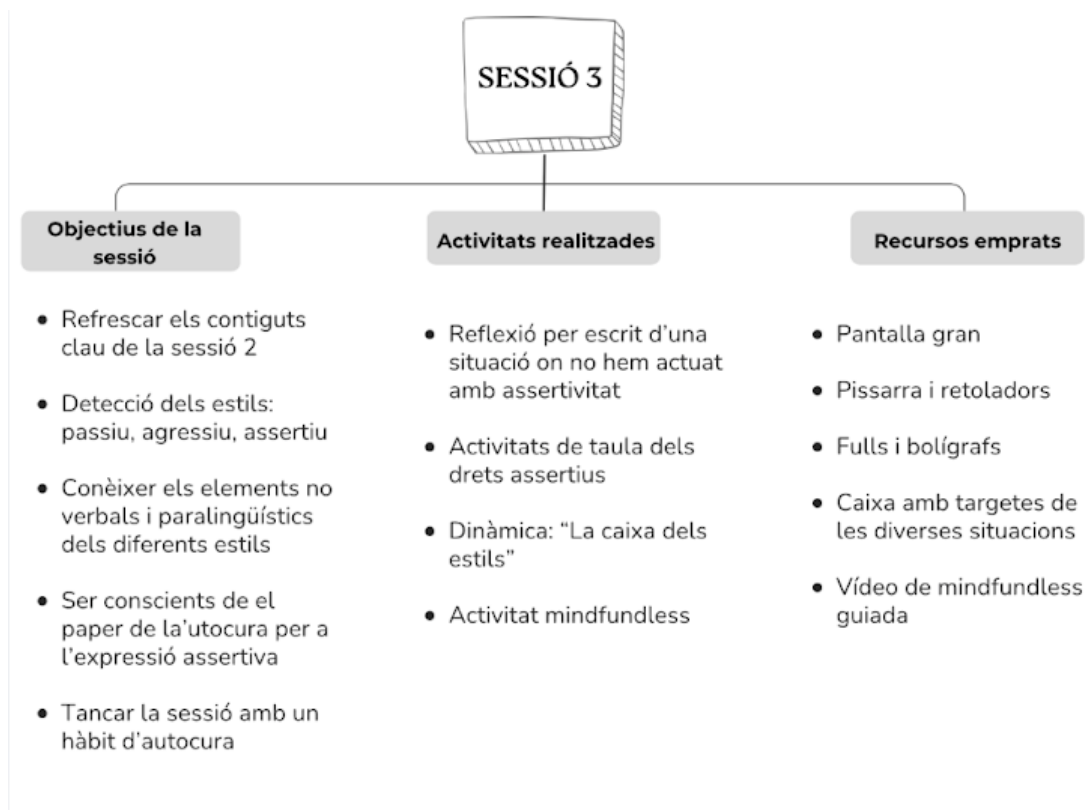 SESSIÓ 3
Objectius de la
sessió
• Refrescar els contiguts
clau de la sessió 2
• Detecció dels estils:
passiu, agressiu, assertiu
• Conèixer els elements no
verbals i paralingüístics
dels diferents estils
• Ser conscients de el
paper de la'utocura per a
l'expressió assertiva
• Tancar la sessió amb un
hàbit d'autocura
Activitats realitzades
• Reflexió per escrit d'una
situació on no hem actuat
amb assertivitat
• Activitats de taula dels
drets assertius
• Dinàmica: "La caixa dels
estils"
• Activitat mindfundless
Recursos emprats
• Pantalla gran
• Pissarra i retoladors
• Fulls i bolígrafs
• Caixa amb targetes de
les diverses situacions
• Vídeo de mindfundless
guiada